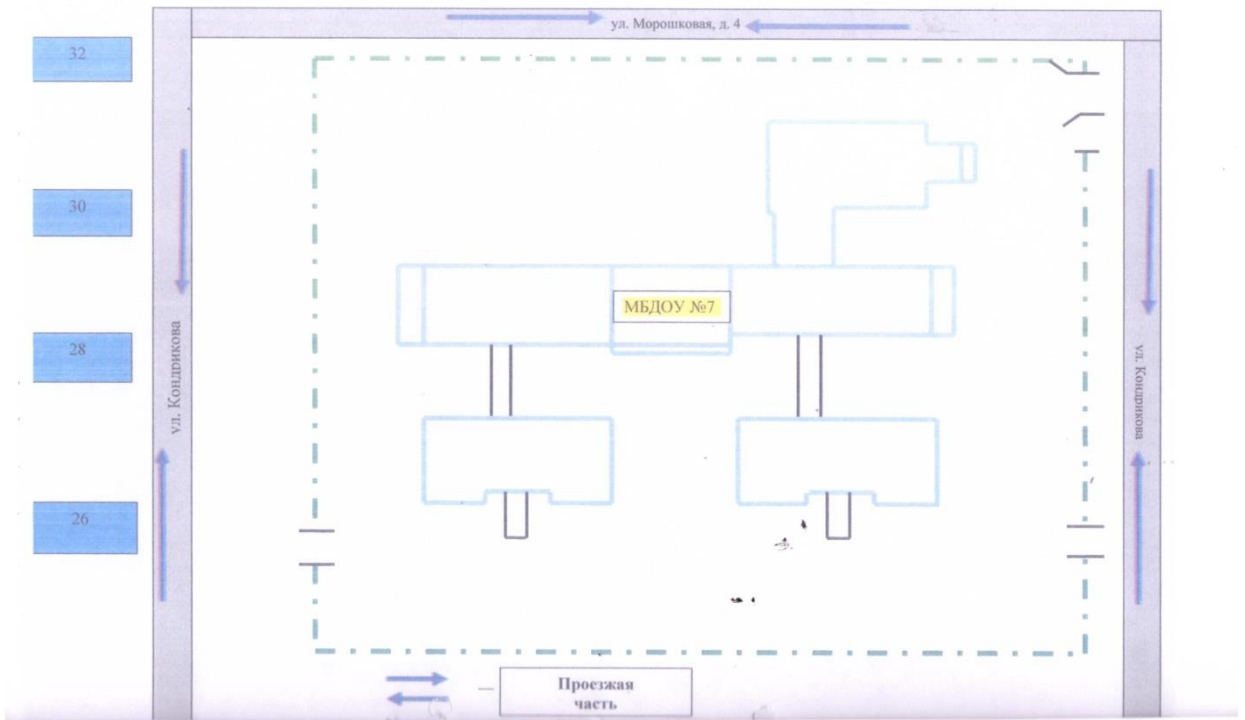 ул. Морошковая, д. 4
32
30
28
26
ул. Кондрикова
МБДОУ №7
ул. Кондрикова
Проезжая
часть